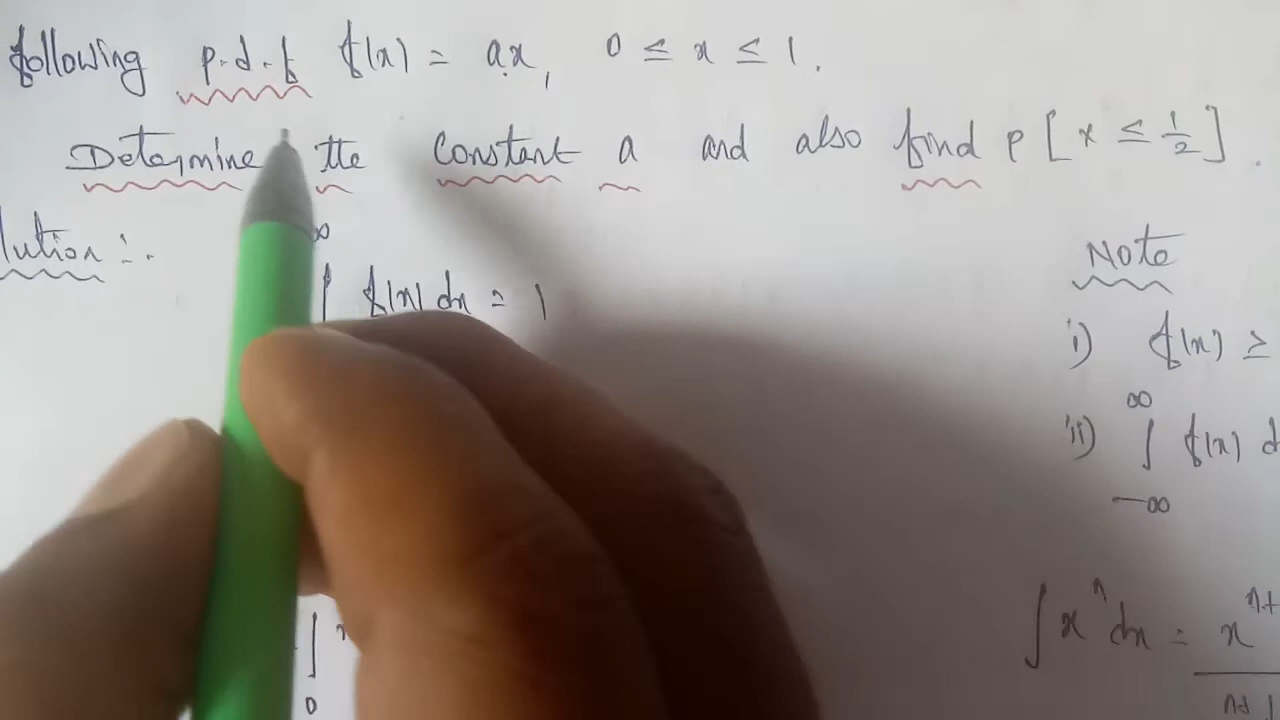 following p.d.f f(x) = ax, 0 ≤ x ≤ 1.
Determine the constant a and also find P[x ≤ 1/2].
lution :-
∞
∫ f(x) dx = 1
Note
i) f(x) ≥
∞
ii) ∫ f(x) d
-∞
∫
0
∫ x^n dx = x^n+
n+1